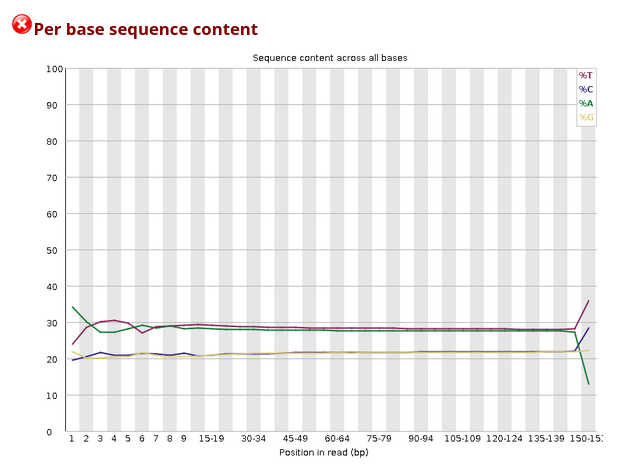 Per base sequence content
Sequence content across all bases
%T
%C
%A
%G
100
90
80
70
60
50
40
30
20
10
0
1 2 3 4 5 6 7 8 9 15-19 30-34 45-49 60-64 75-79 90-94 105-109 120-124 135-139 150-15
Position in read (bp)